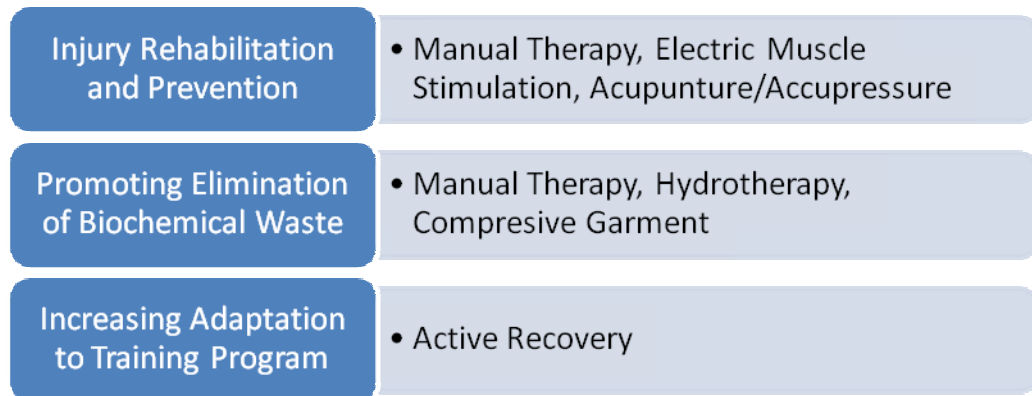 Injury Rehabilitation
and Prevention
• Manual Therapy, Electric Muscle
Stimulation, Acupunture/Accupressure
Promoting Elimination
of Biochemical Waste
• Manual Therapy, Hydrotherapy,
Compresive Garment
Increasing Adaptation
to Training Program
• Active Recovery